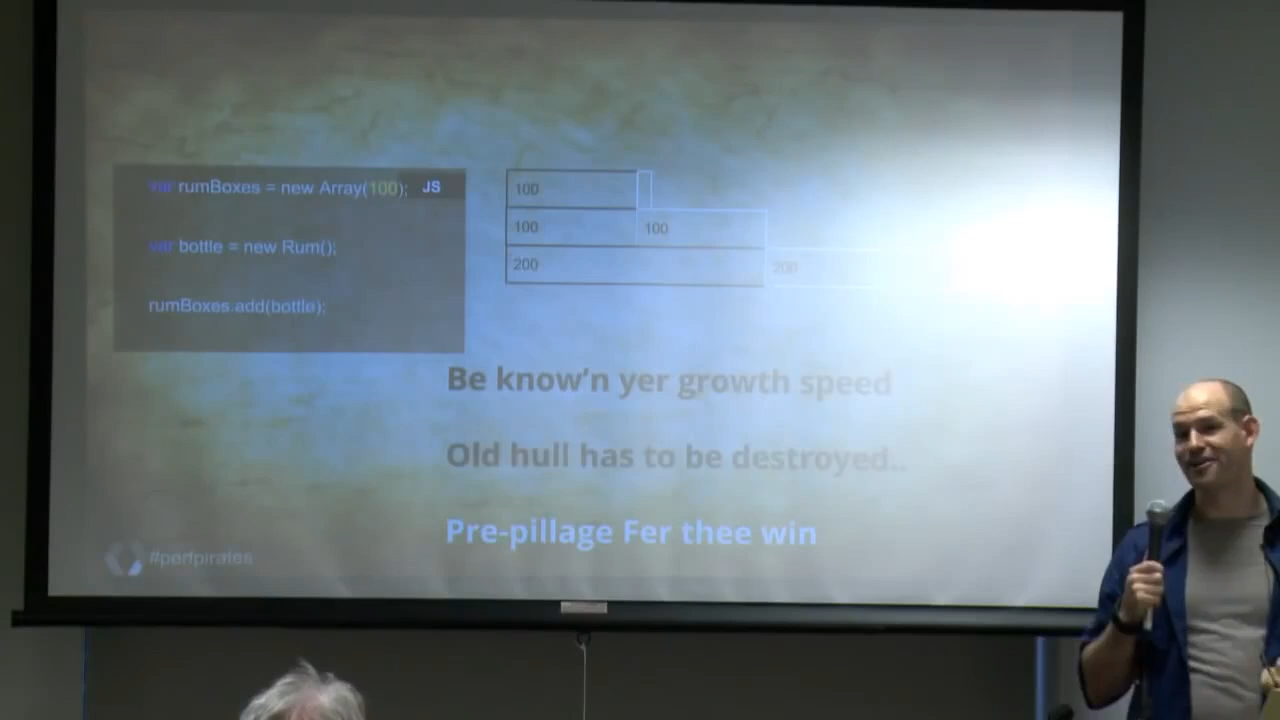 var rumBoxes = new Array(100);
JS
var bottle = new Rum();
rumBoxes.add(bottle);
100
100
100
200
200
Be know’n yer growth speed
Old hull has to be destroyed..
Pre-pillage Fer thee win
#perfpirates